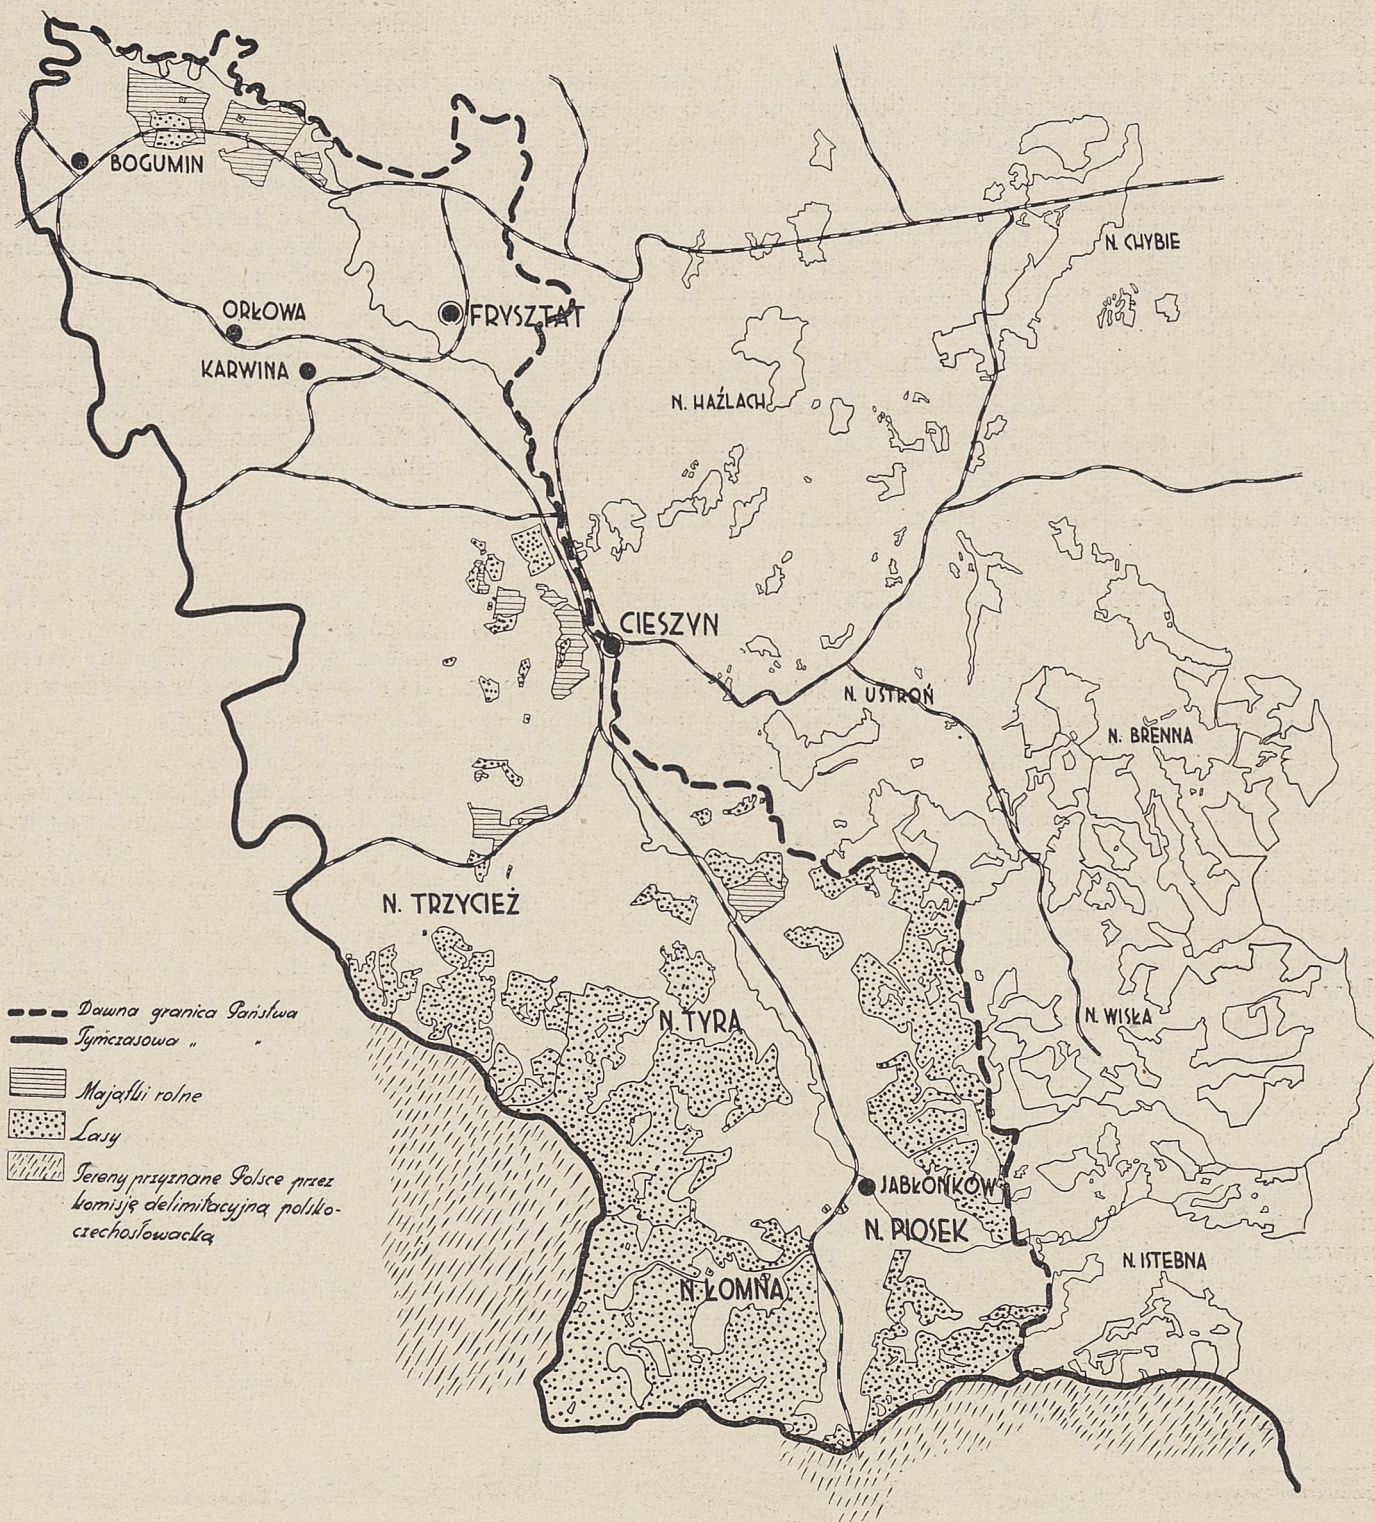 BOGUMIN
N. CHYBIE
ORŁOWA
FRYSZTAT
KARWINA
N. HAŹLACH
CIESZYN
N. USTROŃ
N. BRENNA
N. TRZYCIEŻ
Dawna granica Państwa
Tymczasowa „ „
Majątki rolne
Lasy
Tereny przyznane Polsce przez
komisję delimitacyjną polsko-
czechosłowacką
N. TYRA
N. WISŁA
JABŁONKÓW
N. PIOSEK
N. ŁOMNA
N. ISTEBNA